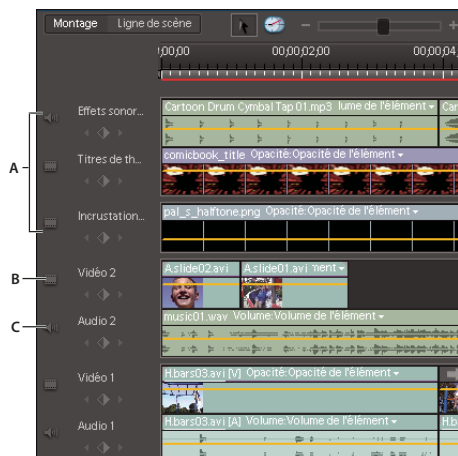 Montage Ligne de scène
00;00 00;00;02;00 00;00;04
Effets sonor...
Cartoon Drum Cymbal Tap 01.mp3 lume de l'élément
Car
A
Titres de th...
comicbook_title Opacité:Opacité de l'élément
Incrustation...
pal_s_halftone.png Opacité:Opacité de l'élément
B
Vidéo 2
A.slide02.avi A.slide01.avi ment
C
Audio 2
music01.wav Volume:Volume de l'élément
Vidéo 1
H.bars03.avi [V] Opacité:Opacité de l'élément
Audio 1
H.bars03.avi [A] Volume:Volume de l'élément
H.b